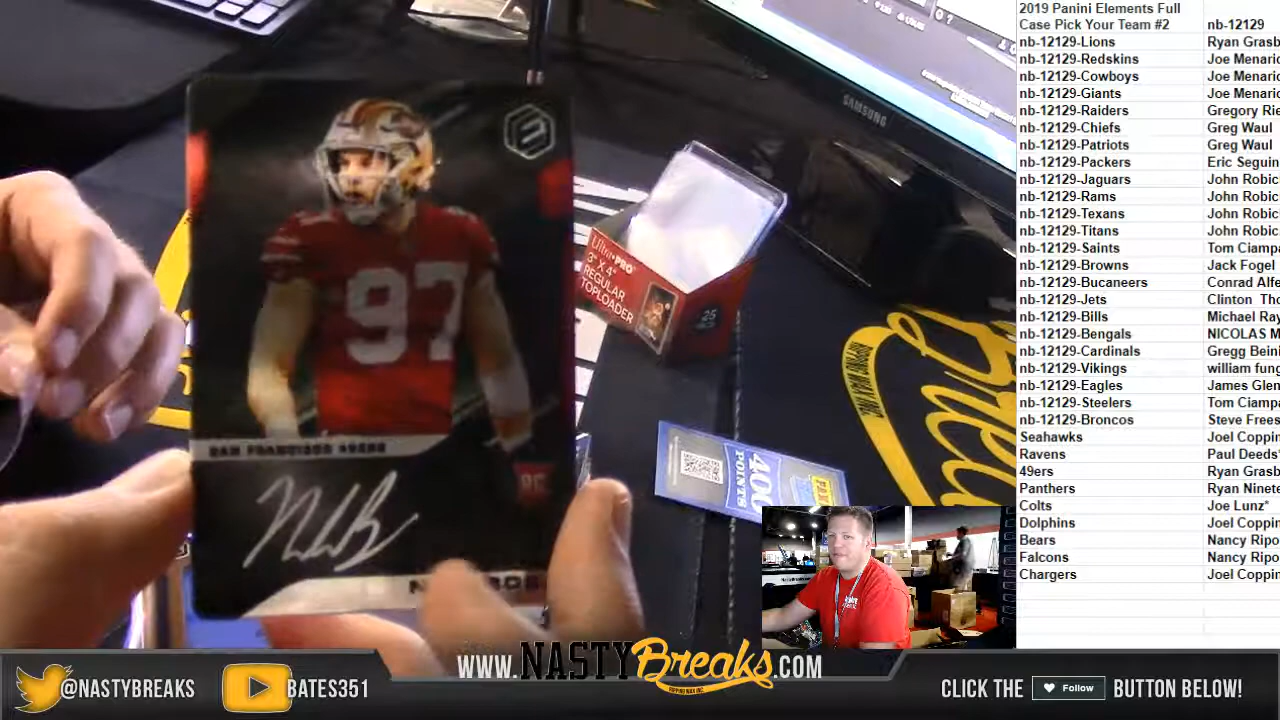 2019 Panini Elements Full
Case Pick Your Team #2 nb-12129
nb-12129-Lions Ryan Grasb
nb-12129-Redskins Joe Menaric
nb-12129-Cowboys Joe Menaric
nb-12129-Giants Joe Menaric
nb-12129-Raiders Gregory Rie
nb-12129-Chiefs Greg Waul
nb-12129-Patriots Greg Waul
nb-12129-Packers Eric Seguin
nb-12129-Jaguars John Robic
nb-12129-Rams John Robic
nb-12129-Texans John Robic
nb-12129-Titans John Robic
nb-12129-Saints Tom Ciampa
nb-12129-Browns Jack Fogel
nb-12129-Bucaneers Conrad Alfe
nb-12129-Jets Clinton Tho
nb-12129-Bills Michael Ray
nb-12129-Bengals NICOLAS M
nb-12129-Cardinals Gregg Beini
nb-12129-Vikings william fung
nb-12129-Eagles James Glen
nb-12129-Steelers Tom Ciampa
nb-12129-Broncos Steve Frees
Seahawks Joel Coppin
Ravens Paul Deeds*
49ers Ryan Grasb
Panthers Ryan Ninete
Colts Joe Lunz*
Dolphins Joel Coppin
Bears Nancy Ripo
Falcons Nancy Ripo
Chargers Joel Coppin
SAMSUNG
Ultra PRO
3" X 4"
REGULAR
TOPLOADER
25
97
SAN FRANCISCO 49ERS
RC
400
POINTS
RIPPING WAX INC.
@NASTYBREAKS
BATES351
WWW.NASTYBreaks.COM
RIPPING WAX INC.
CLICK THE Follow BUTTON BELOW!